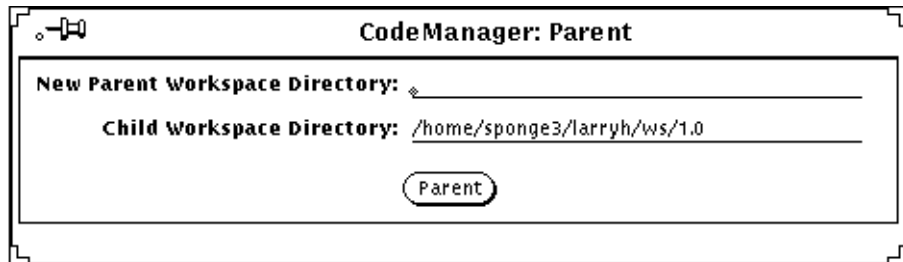 CodeManager: Parent
New Parent Workspace Directory:
Child Workspace Directory: /home/sponge3/larryh/ws/1.0
Parent